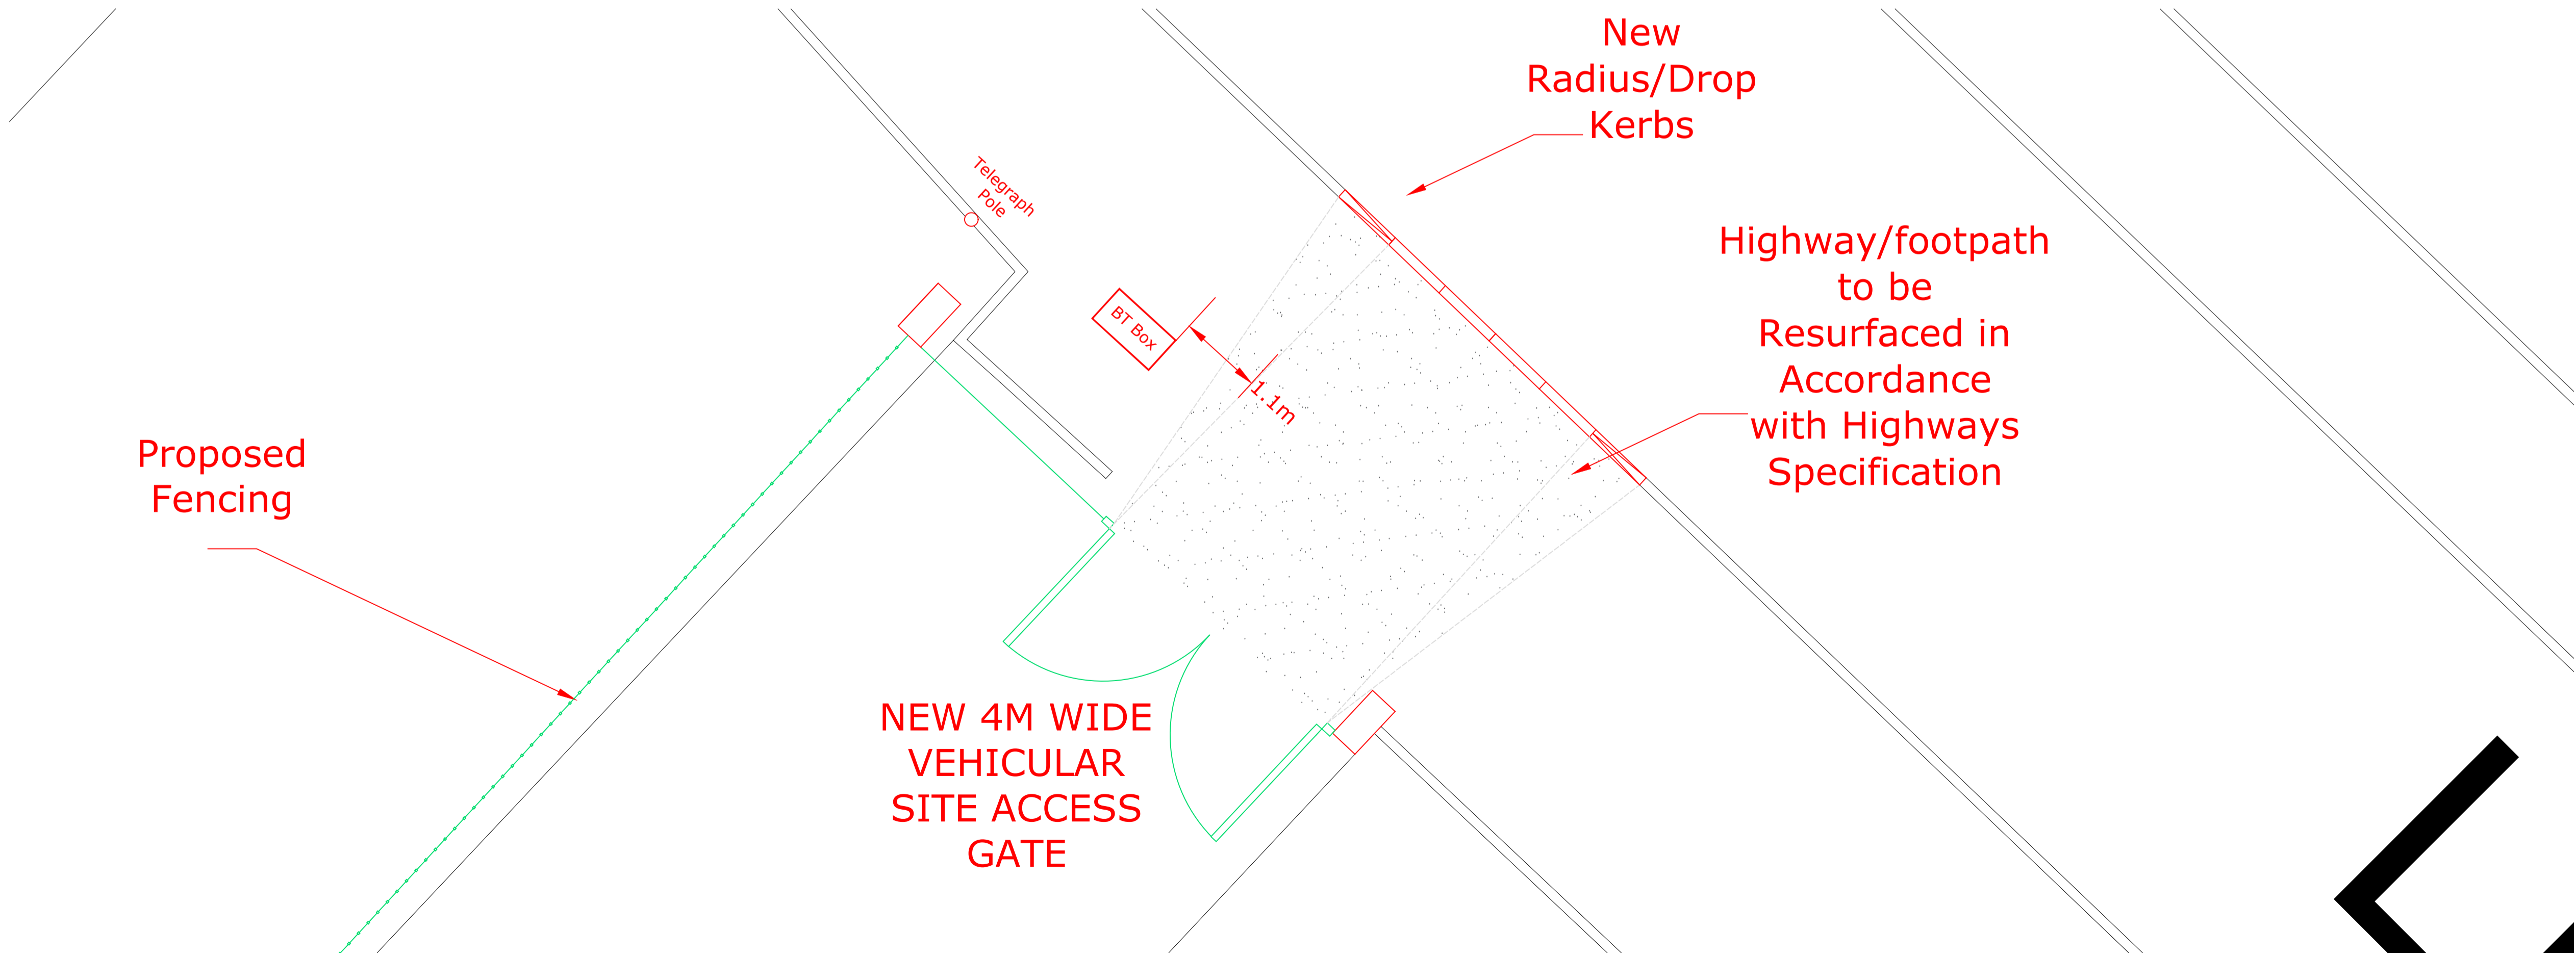 New
Radius/Drop
Kerbs
Telegraph
Pole
Highway/footpath
to be
Resurfaced in
Accordance
with Highways
Specification
BT Box
1.1m
Proposed
Fencing
NEW 4M WIDE
VEHICULAR
SITE ACCESS
GATE